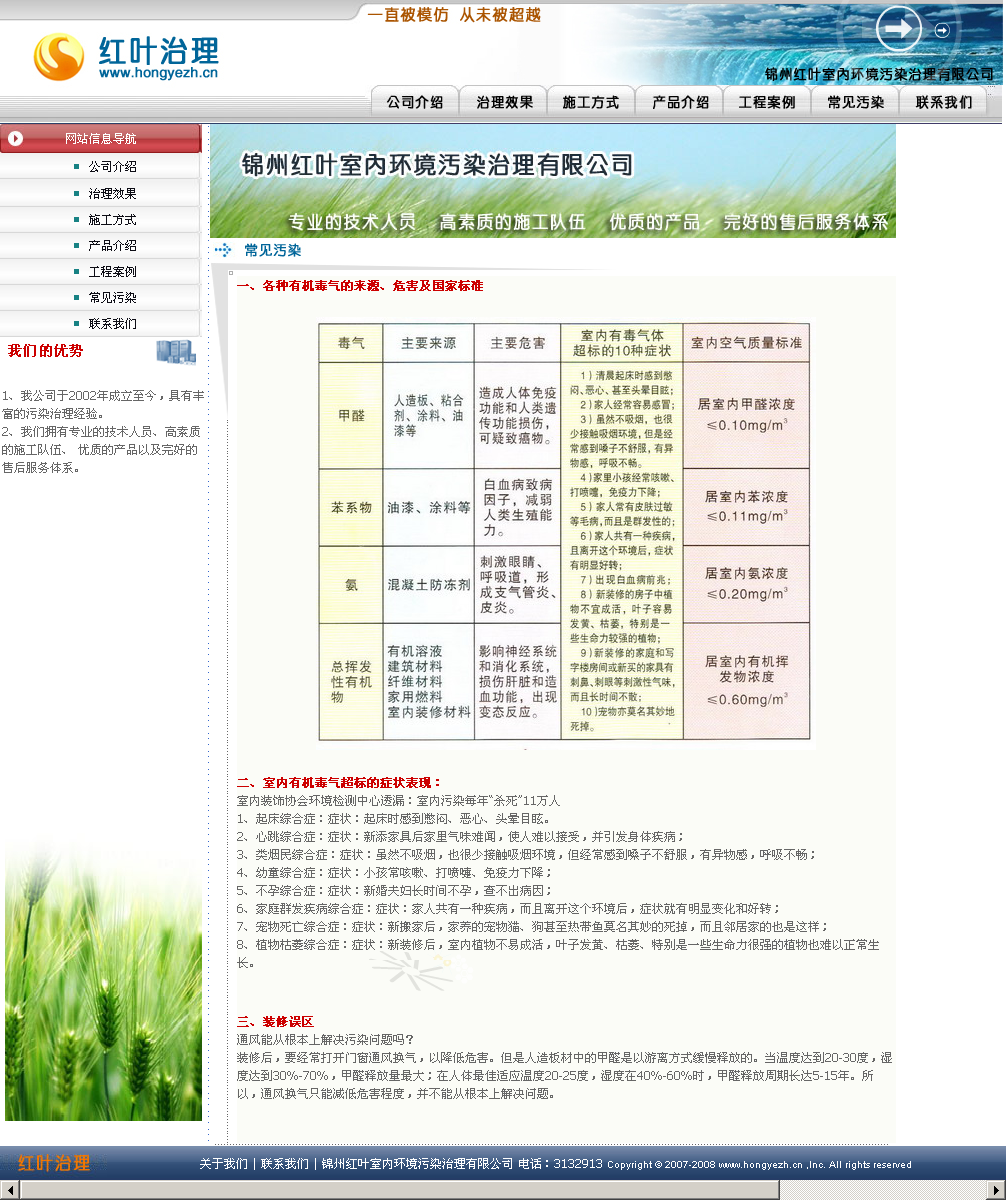 一直被模仿 从未被超越
红叶治理
www.hongyezh.cn
锦州红叶室内环境污染治理有限公司
公司介绍 治理效果 施工方式 产品介绍 工程案例 常见污染 联系我们
网站信息导航
公司介绍
治理效果
施工方式
产品介绍
工程案例
常见污染
联系我们
我们的优势
1、我公司于2002年成立至今，具有丰
富的污染治理经验。
2、我们拥有专业的技术人员、高素质
的施工队伍、 优质的产品以及完好的
售后服务体系。
锦州红叶室内环境污染治理有限公司
专业的技术人员 高素质的施工队伍 优质的产品 完好的售后服务体系
常见污染
一、各种有机毒气的来源、危害及国家标准
毒气
主要来源
主要危害
室内有毒气体
超标的10种症状
室内空气质量标准
甲醛
人造板、粘合
剂、涂料、油
漆等
造成人体免疫
功能和人类遗
传功能损伤，
可疑致癌物。
居室内甲醛浓度
≤0.10mg/m³
苯系物
油漆、涂料等
白血病致病
因子，减弱
人类生殖能
力。
居室内苯浓度
≤0.11mg/m³
氨
混凝土防冻剂
刺激眼睛、
呼吸道，形
成支气管炎、
皮炎。
居室内氨浓度
≤0.20mg/m³
总挥发
性有机
物
有机溶液
建筑材料
纤维材料
家用燃料
室内装修材料
影响神经系统
和消化系统，
损伤肝脏和造
血功能，出现
变态反应。
居室内有机挥
发物浓度
≤0.60mg/m³
1）清晨起床时感到憋
闷、恶心、甚至头晕目眩；
2）家人经常容易感冒；
3）虽然不吸烟，也很
少接触吸烟环境，但是经
常感到嗓子不舒服，有异
物感，呼吸不畅。
4）家里小孩经常咳嗽、
打喷嚏，免疫力下降；
5）家人常有皮肤过敏
等毛病，而且是群发性的；
6）家人共有一种疾病，
且离开这个环境后，症状
有明显好转；
7）出现白血病前兆；
8）新装修的房子中植
物不宜成活，叶子容易
发黄、枯萎，特别是一
些生命力较强的植物；
9）新装修的家庭和写
字楼房间或新买的家具有
刺鼻、刺眼等刺激性气味，
而且长时间不散；
10）宠物亦莫名其妙地
死掉。
二、室内有机毒气超标的症状表现：
室内装饰协会环境检测中心透漏：室内污染每年“杀死”11万人
1、起床综合症：症状：起床时感到憋闷、恶心、头晕目眩。
2、心跳综合症：症状：新添家具后家里气味难闻，使人难以接受，并引发身体疾病；
3、类烟民综合症：症状：虽然不吸烟，也很少接触吸烟环境，但经常感到嗓子不舒服，有异物感，呼吸不畅；
4、幼童综合症：症状：小孩常咳嗽、打喷嚏、免疫力下降；
5、不孕综合症：症状：新婚夫妇长时间不孕，查不出病因；
6、家庭群发疾病综合症：症状：家人共有一种疾病，而且离开这个环境后，症状就有明显变化和好转；
7、宠物死亡综合症：症状：新搬家后，家养的宠物猫、狗甚至热带鱼莫名其妙的死掉，而且邻居家的也是这样；
8、植物枯萎综合症：症状：新装修后，室内植物不易成活，叶子发黄、枯萎、特别是一些生命力很强的植物也难以正常生
长。
三、装修误区
通风能从根本上解决污染问题吗？
装修后，要经常打开门窗通风换气，以降低危害。但是人造板材中的甲醛是以游离方式缓慢释放的。当温度达到20-30度，湿
度达到30%-70%，甲醛释放量最大；在人体最佳适应温度20-25度，湿度在40%-60%时，甲醛释放周期长达5-15年。所
以，通风换气只能减低危害程度，并不能从根本上解决问题。
红叶治理
关于我们 | 联系我们 | 锦州红叶室内环境污染治理有限公司 电话：3132913 Copyright © 2007-2008 www.hongyezh.cn ,Inc. All rights reserved